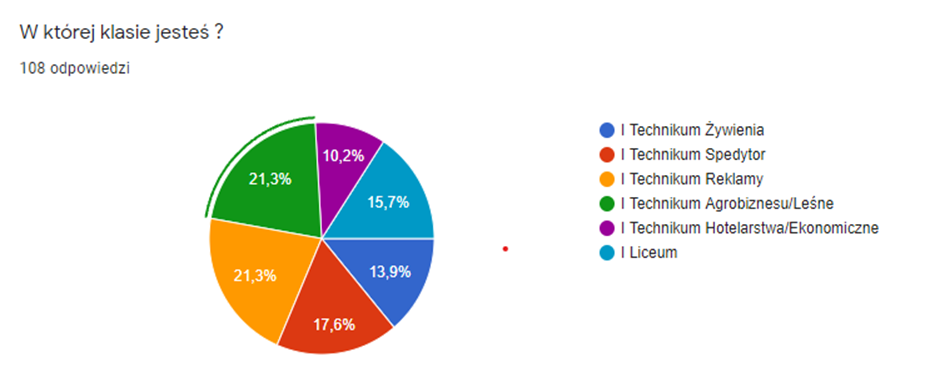 W której klasie jesteś ?
108 odpowiedzi
10,2%
21,3%
15,7%
21,3%
13,9%
17,6%
I Technikum Żywienia
I Technikum Spedytor
I Technikum Reklamy
I Technikum Agrobiznesu/Leśne
I Technikum Hotelarstwa/Ekonomiczne
I Liceum